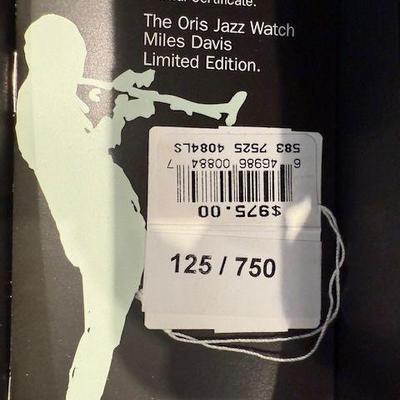 Certificate.
The Oris Jazz Watch
Miles Davis
Limited Edition.
583 7525 4084LS
6 46986 00884 7
$975.00
125 / 750